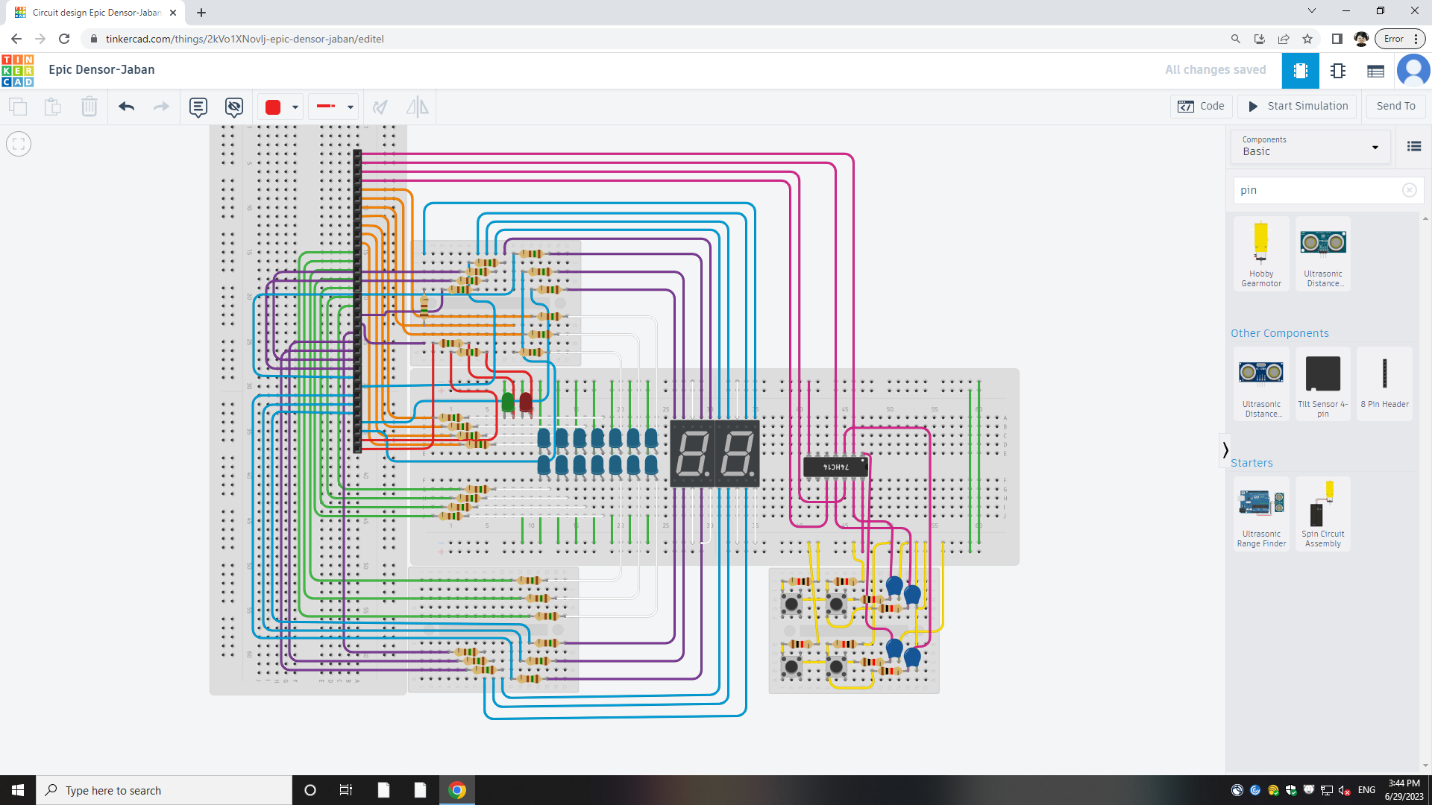 Circuit design Epic Densor-Jaban
tinkercad.com/things/2kVo1XNovlj-epic-densor-jaban/editel
Error
TIN
KER
CAD
Epic Densor-Jaban
All changes saved
Code
Start Simulation
Send To
Components
Basic
pin
Hobby
Gearmotor
Ultrasonic
Distance...
Other Components
Ultrasonic
Distance...
Tilt Sensor 4-
pin
8 Pin Header
Starters
Ultrasonic
Range Finder
Spin Circuit
Assembly
74HC14
Type here to search
ENG
3:44 PM
6/29/2023